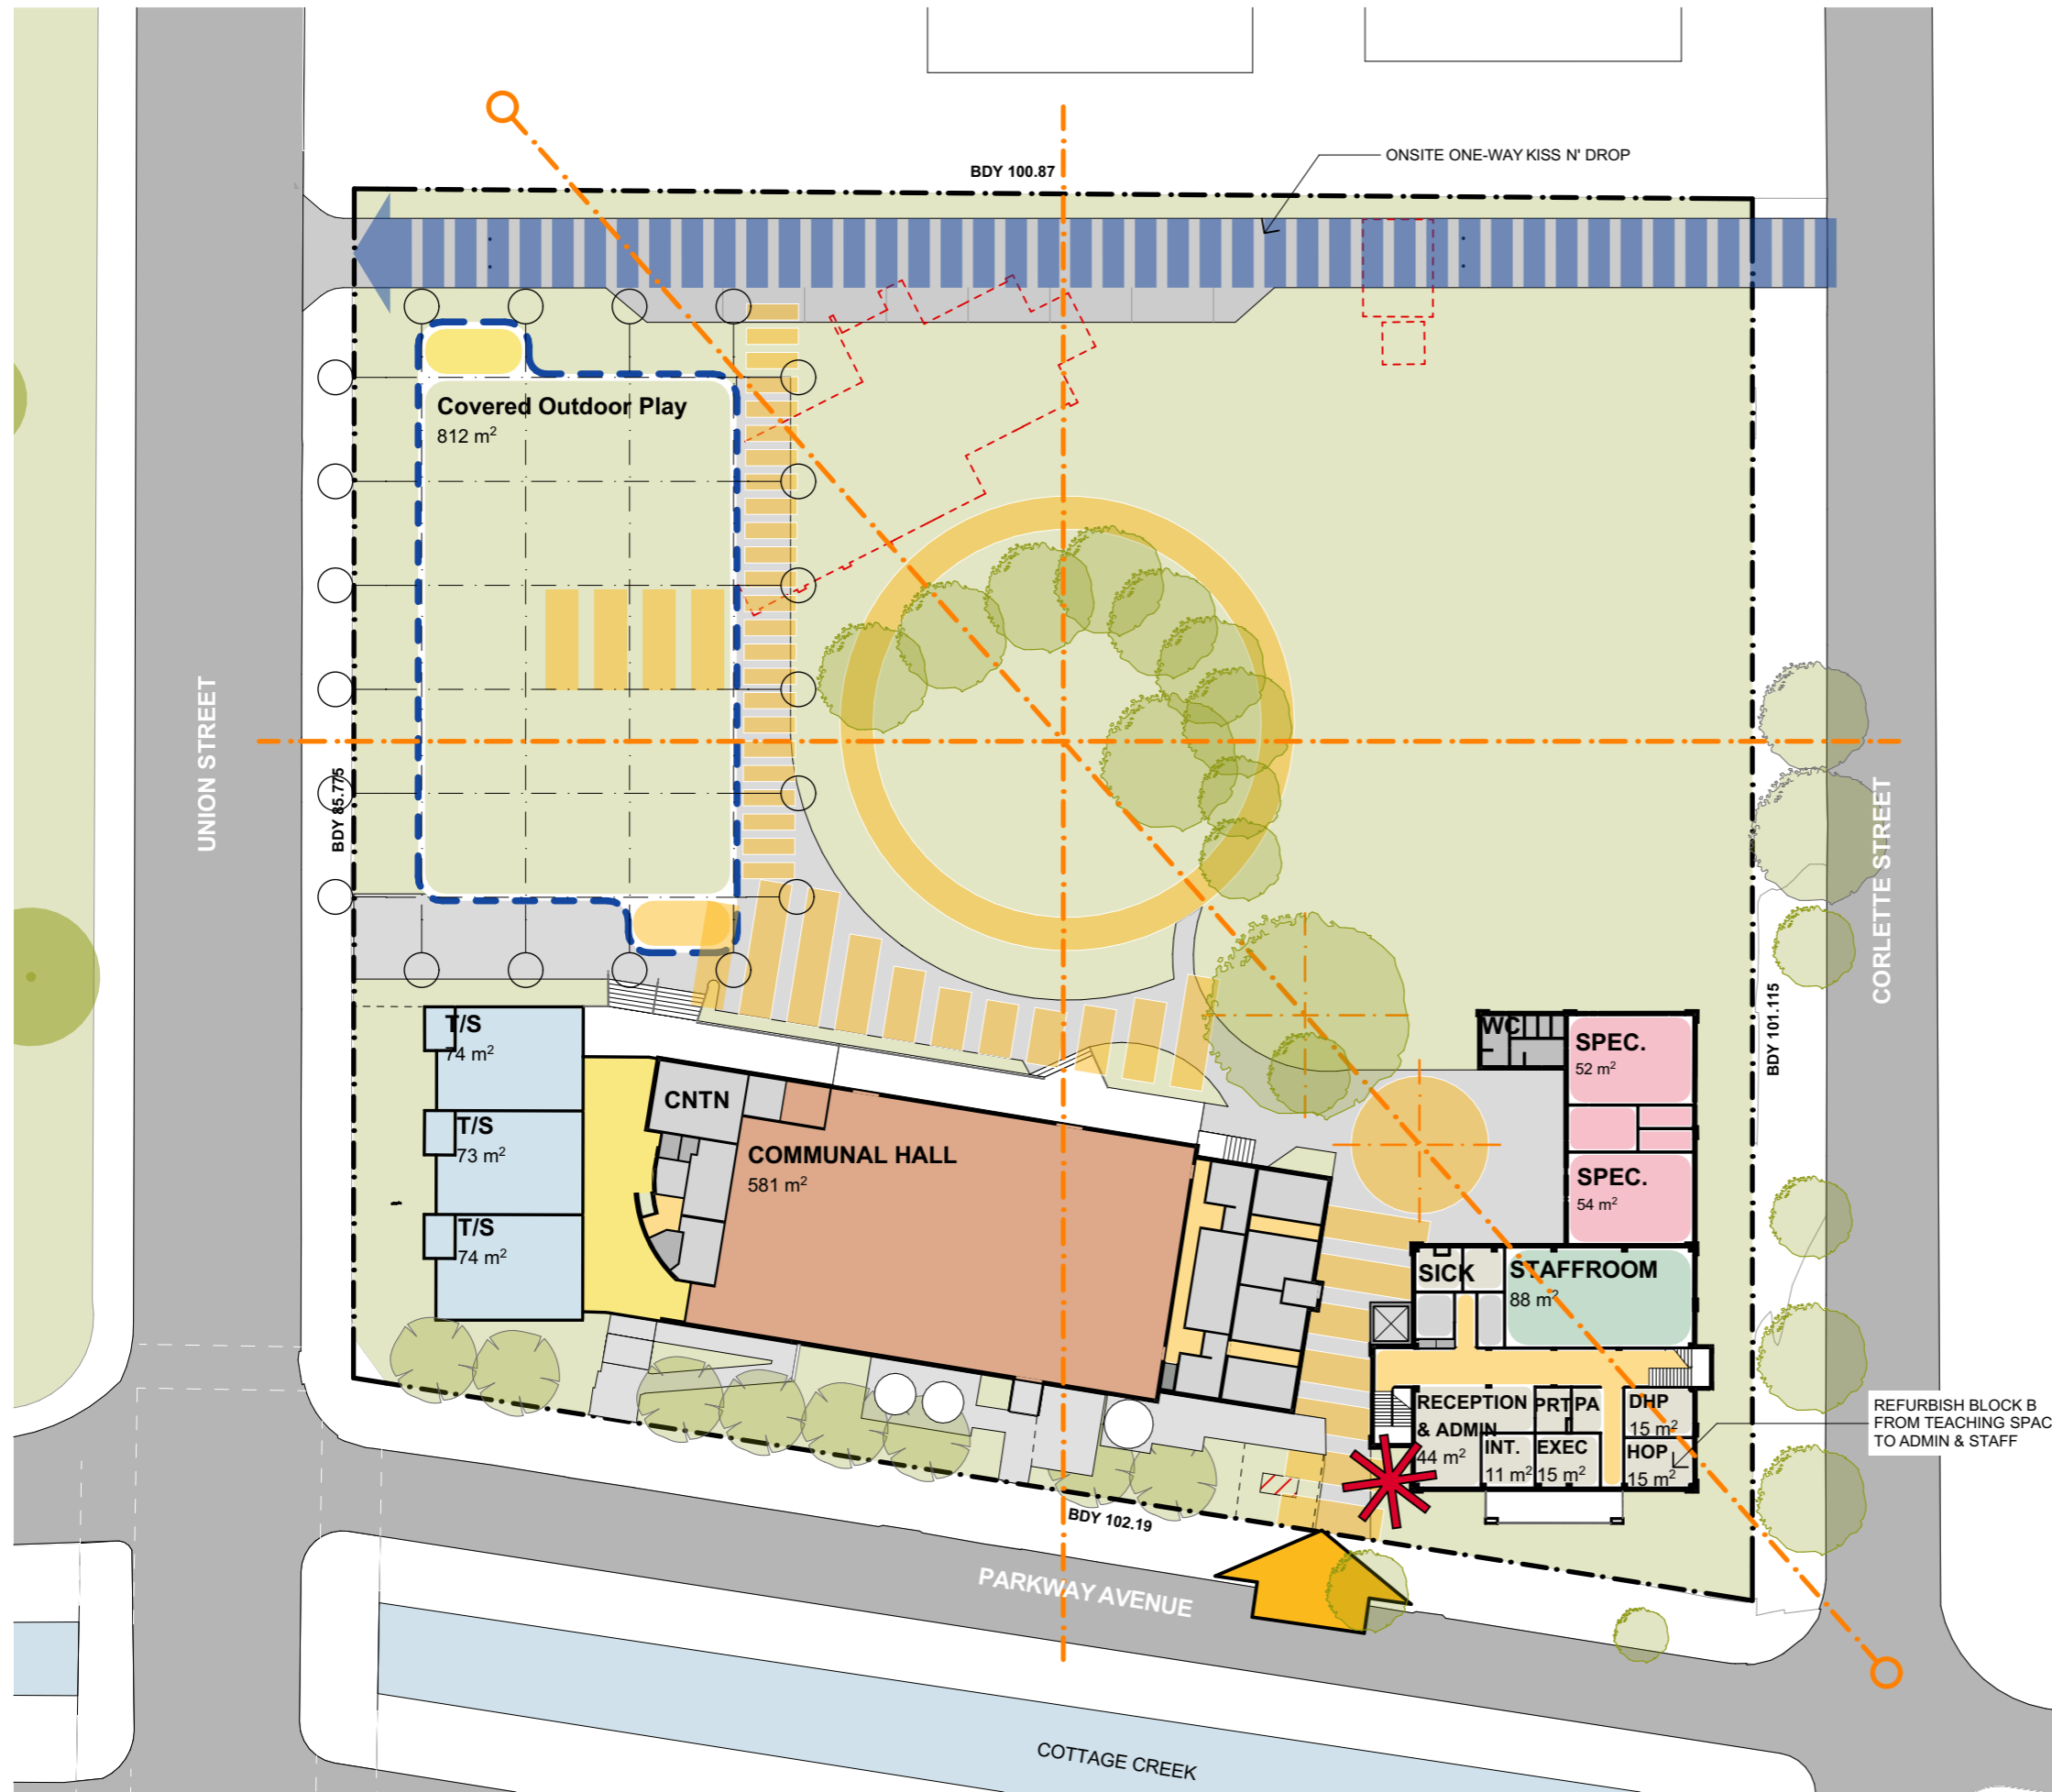 ONSITE ONE-WAY KISS N' DROP
BDY 100.87
Covered Outdoor Play
812 m²
UNION STREET
BDY 85.775
CORLETTE STREET
BDY 101.115
T/S
74 m²
T/S
73 m²
T/S
74 m²
CNTN
COMMUNAL HALL
581 m²
WC
SPEC.
52 m²
SPEC.
54 m²
SICK
STAFFROOM
88 m²
RECEPTION
& ADMIN
44 m²
PRT
PA
DHP
15 m²
INT.
11 m²
EXEC
15 m²
HOP
15 m²
REFURBISH BLOCK B
FROM TEACHING SPAC
TO ADMIN & STAFF
BDY 102.19
PARKWAY AVENUE
COTTAGE CREEK